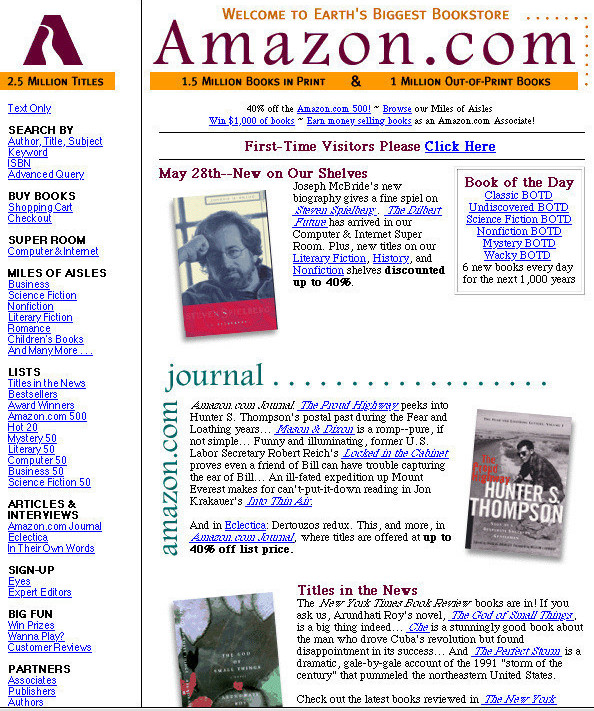 2.5 Million Titles
Text Only
SEARCH BY
Author, Title, Subject
Keyword
ISBN
Advanced Query
BUY BOOKS
Shopping Cart
Checkout
SUPER ROOM
Computer & Internet
MILES OF AISLES
Business
Science Fiction
Nonfiction
Literary Fiction
Romance
Children's Books
And Many More . . .
LISTS
Titles in the News
Bestsellers
Award Winners
Amazon.com 500
Hot 20
Mystery 50
Literary 50
Computer 50
Business 50
Science Fiction 50
ARTICLES &
INTERVIEWS
Amazon.com Journal
Eclectica
In Their Own Words
SIGN-UP
Eyes
Expert Editors
BIG FUN
Win Prizes
Wanna Play?
Customer Reviews
PARTNERS
Associates
Publishers
Authors
Welcome to Earth's Biggest Bookstore
Amazon.com
1.5 Million Books in Print & 1 Million Out-of-Print Books
40% off the Amazon.com 500! ~ Browse our Miles of Aisles
Win $1,000 of books ~ Earn money selling books as an Amazon.com Associate!
First-Time Visitors Please Click Here
May 28th--New on Our Shelves
STEVEN SPIELBERG
Joseph McBride's new
biography gives a fine spiel on
Steven Spielberg. The Dilbert
Future has arrived in our
Computer & Internet Super
Room. Plus, new titles on our
Literary Fiction, History, and
Nonfiction shelves discounted
up to 40%.
Book of the Day
Classic BOTD
Undiscovered BOTD
Science Fiction BOTD
Nonfiction BOTD
Mystery BOTD
Wacky BOTD
6 new books every day
for the next 1,000 years
journal . . . . . . . . . . . . . . . . . .
amazon.com
Amazon.com Journal. The Proud Highway peeks into
Hunter S. Thompson's postal past during the Fear and
Loathing years... Mason & Dixon is a romp--pure, if
not simple... Funny and illuminating, former U.S.
Labor Secretary Robert Reich's Locked in the Cabinet
proves even a friend of Bill can have trouble capturing
the ear of Bill... An ill-fated expedition up Mount
Everest makes for can't-put-it-down reading in Jon
Krakauer's Into Thin Air.
And in Eclectica: Dertouzos redux. This, and more, in
Amazon.com Journal, where titles are offered at up to
40% off list price.
The
Proud
Highway
HUNTER S.
THOMPSON
Titles in the News
The New York Times Book Review books are in! If you
ask us, Arundhati Roy's novel, The God of Small Things,
is a big thing indeed... Che is a stunningly good book about
the man who drove Cuba's revolution but found
disappointment in its success... And The Perfect Storm is a
dramatic, gale-by-gale account of the 1991 "storm of the
century" that pummeled the northeastern United States.
Check out the latest books reviewed in The New York
THE GOD OF
SMALL THINGS
ARUNDHATI
ROY